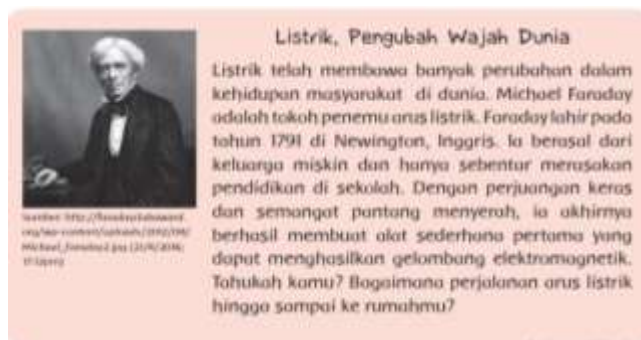 Listrik, Pengubah Wajah Dunia
Listrik telah membawa banyak perubahan dalam
kehidupan masyarakat di dunia. Michael Faraday
adalah tokoh penemu arus listrik. Faraday lahir pada
tahun 1791 di Newington, Inggris. Ia berasal dari
keluarga miskin dan hanya sebentar merasakan
pendidikan di sekolah. Dengan perjuangan keras
dan semangat pantang menyerah, ia akhirnya
berhasil membuat alat sederhana pertama yang
dapat menghasilkan gelombang elektromagnetik.
Tahukah kamu? Bagaimana perjalanan arus listrik
hingga sampai ke rumahmu?